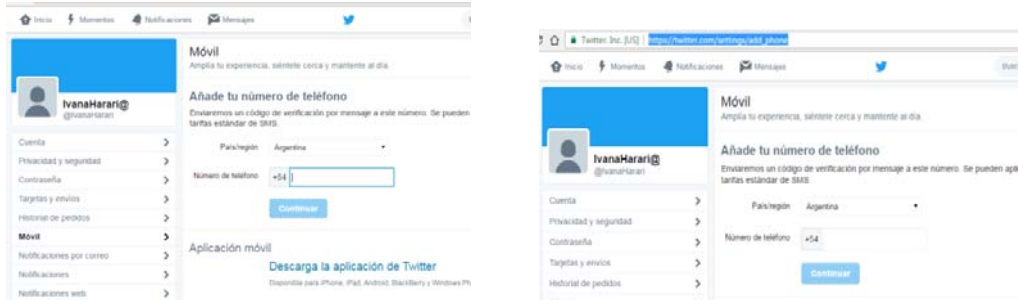 Inicio Momentos Notificaciones Mensajes
Móvil
Amplía tu experiencia, siéntete cerca y mantente al día.
IvanaHarari@
@IvanaHarari
Añade tu número de teléfono
Enviaremos un código de verificación por mensaje a este número. Se pueden
tarifas estándar de SMS.
País/región Argentina
Número de teléfono +54
Continuar
Cuenta
Privacidad y seguridad
Contraseña
Tarjetas y envíos
Historial de pedidos
Móvil
Notificaciones por correo
Notificaciones
Notificaciones web
Aplicación móvil
Descarga la aplicación de Twitter
Disponible para iPhone, iPad, Android, BlackBerry y Windows Ph
Twitter, Inc. [US] https://twitter.com/settings/add_phone
Inicio Momentos Notificaciones Mensajes
Móvil
Amplía tu experiencia, siéntete cerca y mantente al día.
IvanaHarari@
@IvanaHarari
Añade tu número de teléfono
Enviaremos un código de verificación por mensaje a este número. Se pueden apli
tarifas estándar de SMS.
País/región Argentina
Número de teléfono +54
Continuar
Cuenta
Privacidad y seguridad
Contraseña
Tarjetas y envíos
Historial de pedidos